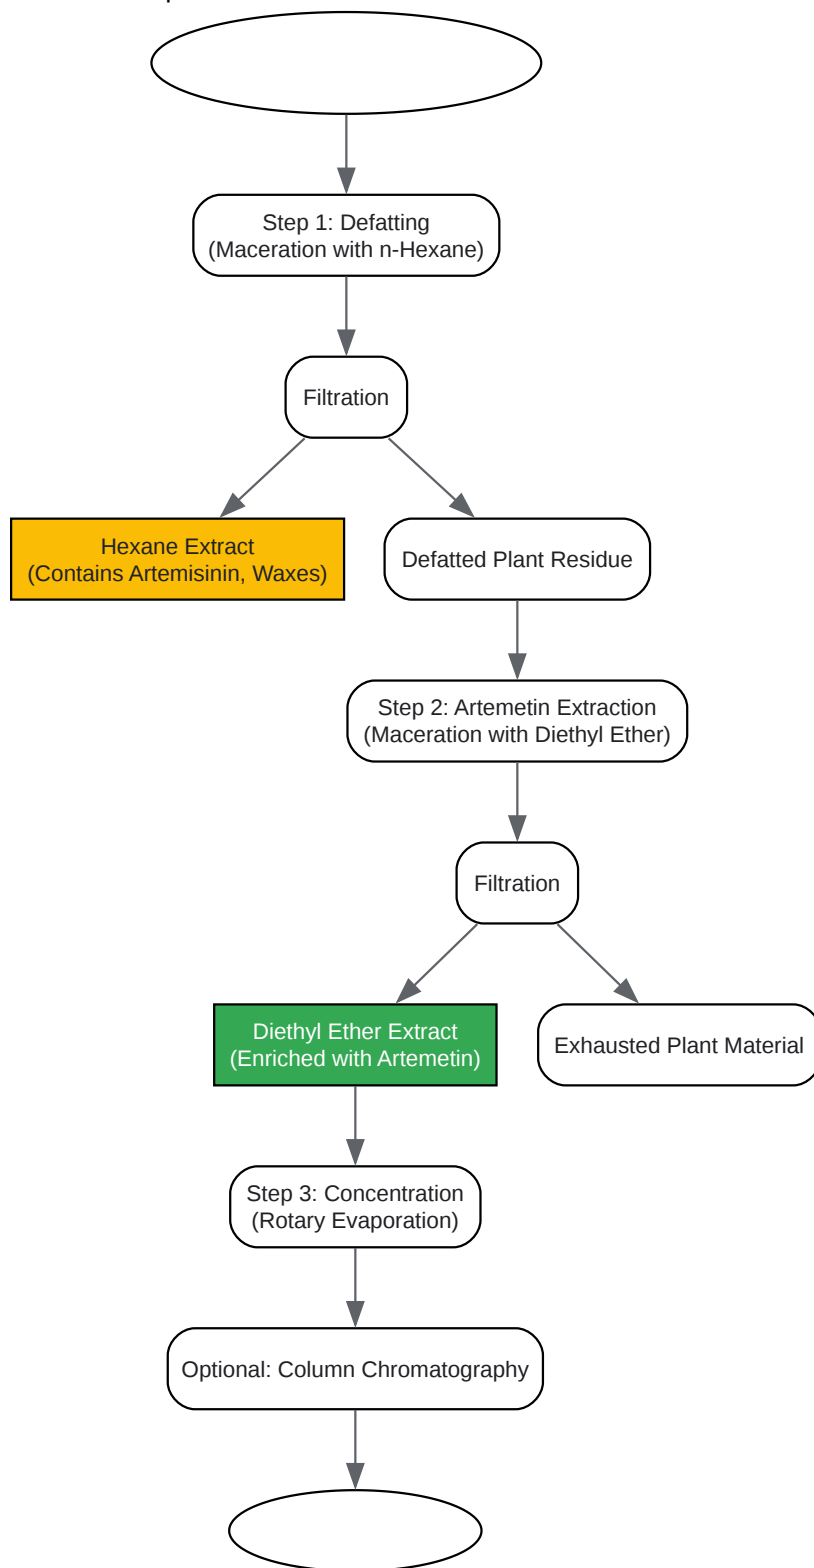 Step 1: Defatting
(Maceration with n-Hexane)
Filtration
Hexane Extract
(Contains Artemisinin, Waxes)
Defatted Plant Residue
Step 2: Artemetin Extraction
(Maceration with Diethyl Ether)
Filtration
Diethyl Ether Extract
(Enriched with Artemetin)
Exhausted Plant Material
Step 3: Concentration
(Rotary Evaporation)
Optional: Column Chromatography